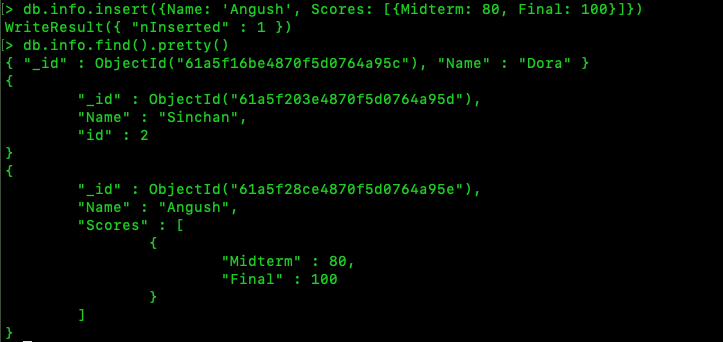 > db.info.insert({Name: 'Angush', Scores: [{Midterm: 80, Final: 100}]})
WriteResult({ "nInserted" : 1 })
> db.info.find().pretty()
{ "_id" : ObjectId("61a5f16be4870f5d0764a95c"), "Name" : "Dora" }
{
        "_id" : ObjectId("61a5f203e4870f5d0764a95d"),
        "Name" : "Sinchan",
        "id" : 2
}
{
        "_id" : ObjectId("61a5f28ce4870f5d0764a95e"),
        "Name" : "Angush",
        "Scores" : [
                {
                        "Midterm" : 80,
                        "Final" : 100
                }
        ]
}